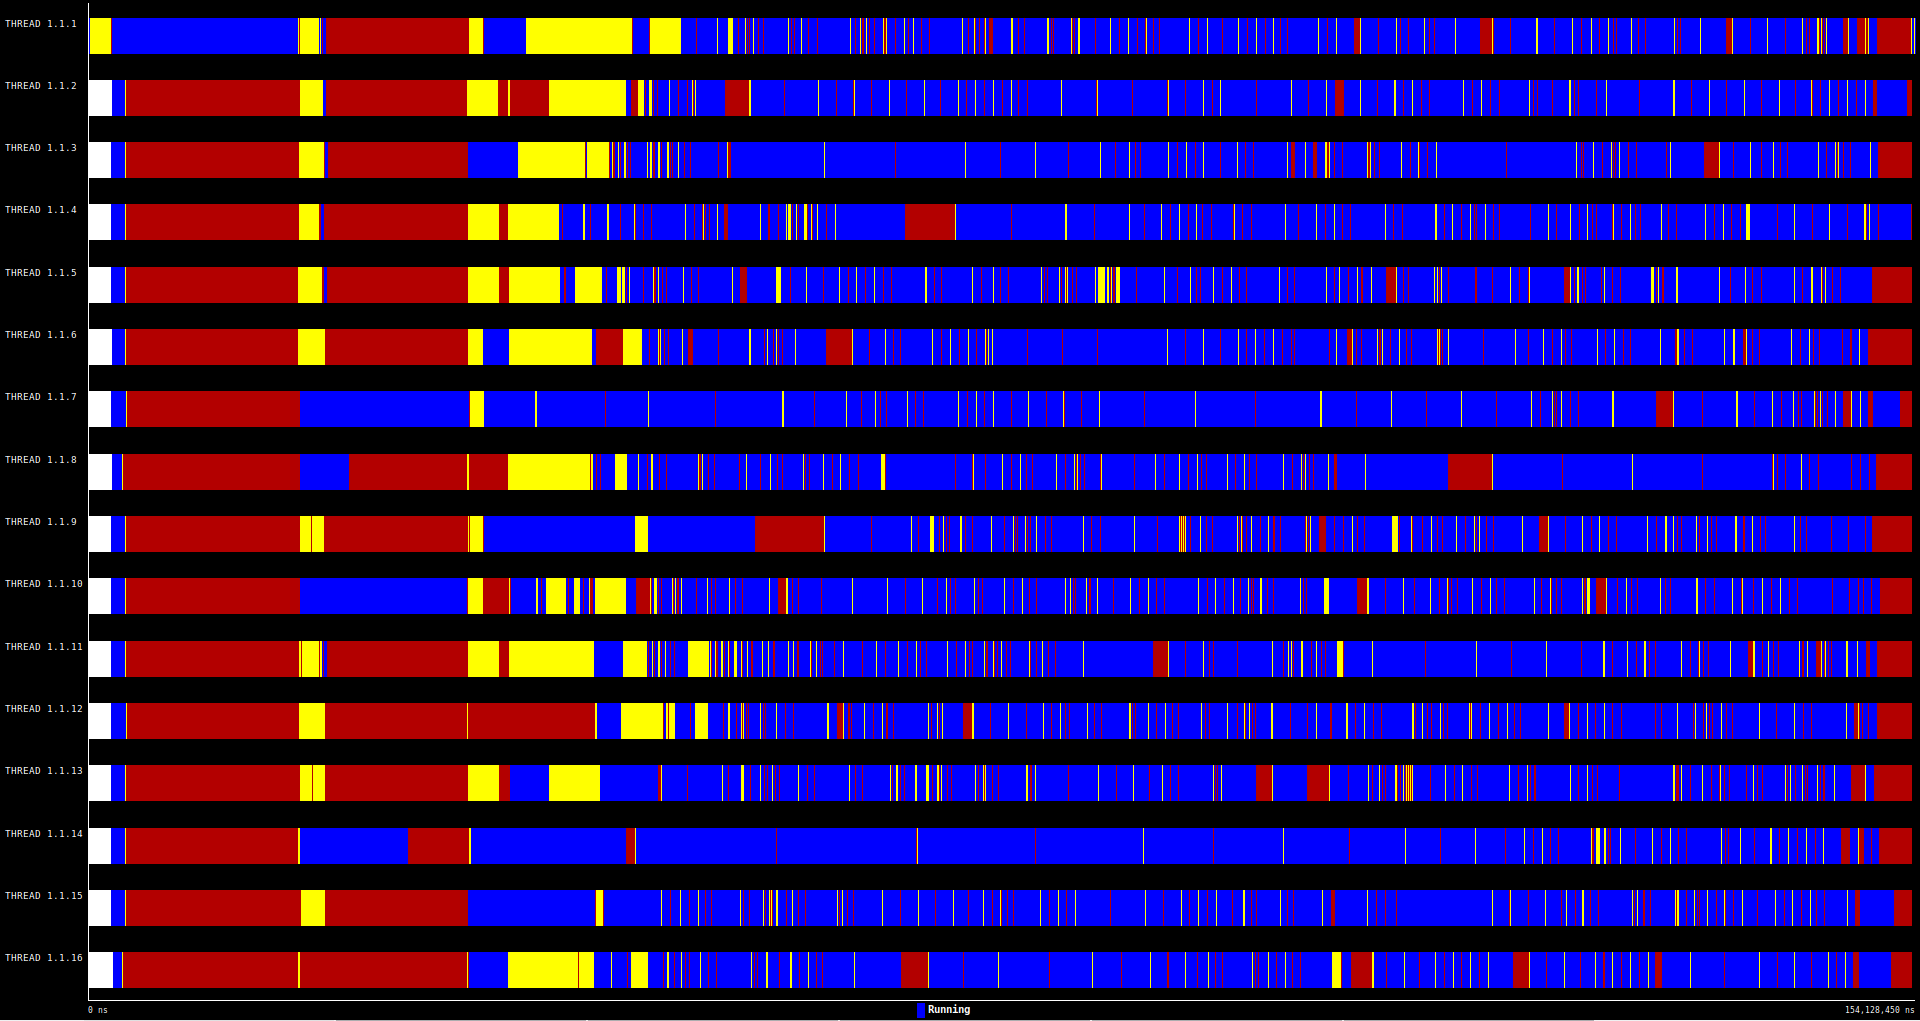 THREAD 1.1.1
THREAD 1.1.2
THREAD 1.1.3
THREAD 1.1.4
THREAD 1.1.5
THREAD 1.1.6
THREAD 1.1.7
THREAD 1.1.8
THREAD 1.1.9
THREAD 1.1.10
THREAD 1.1.11
THREAD 1.1.12
THREAD 1.1.13
THREAD 1.1.14
THREAD 1.1.15
THREAD 1.1.16
0 ns Running 154,128,450 ns